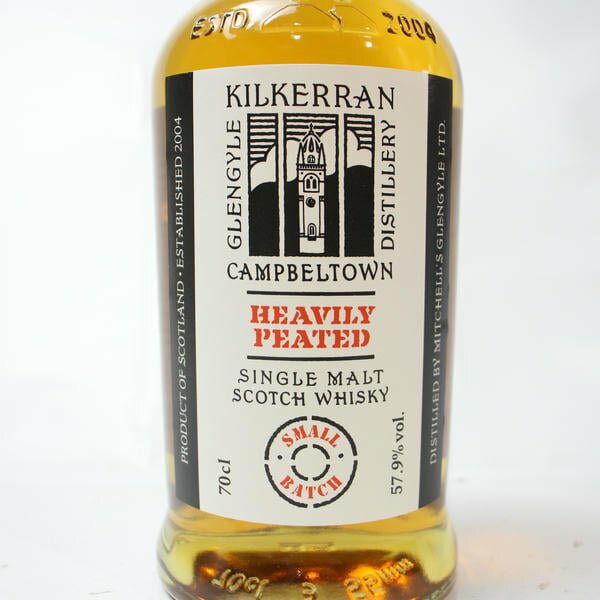 ESTD 2004
KILKERRAN
GLENGYLE
DISTILLERY
CAMPBELTOWN
HEAVILY
PEATED
SINGLE MALT
SCOTCH WHISKY
· SMALL ·
BATCH
70cl
57.9% vol.
PRODUCT OF SCOTLAND · ESTABLISHED 2004
DISTILLED BY MITCHELL'S GLENGYLE LTD.
70cl